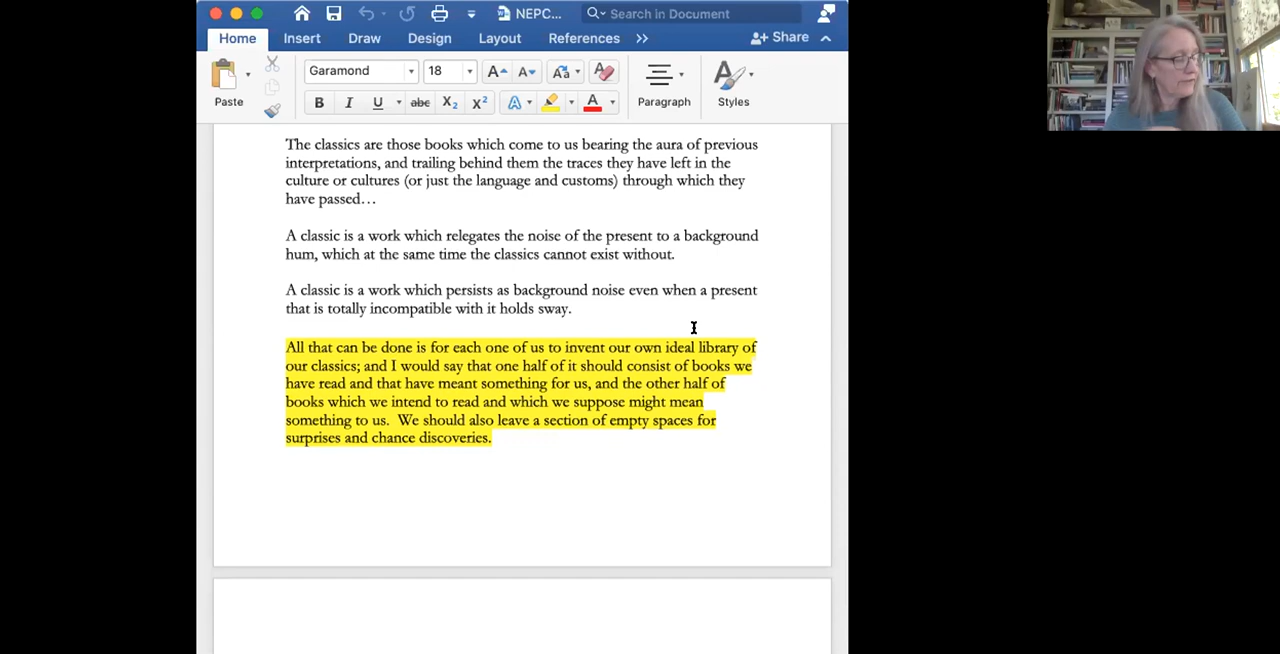 NEPC...
Search in Document
Home Insert Draw Design Layout References >> Share
Garamond 18
Paste Paragraph Styles
The classics are those books which come to us bearing the aura of previous
interpretations, and trailing behind them the traces they have left in the
culture or cultures (or just the language and customs) through which they
have passed…
A classic is a work which relegates the noise of the present to a background
hum, which at the same time the classics cannot exist without.
A classic is a work which persists as background noise even when a present
that is totally incompatible with it holds sway.
All that can be done is for each one of us to invent our own ideal library of
our classics; and I would say that one half of it should consist of books we
have read and that have meant something for us, and the other half of
books which we intend to read and which we suppose might mean
something to us.  We should also leave a section of empty spaces for
surprises and chance discoveries.